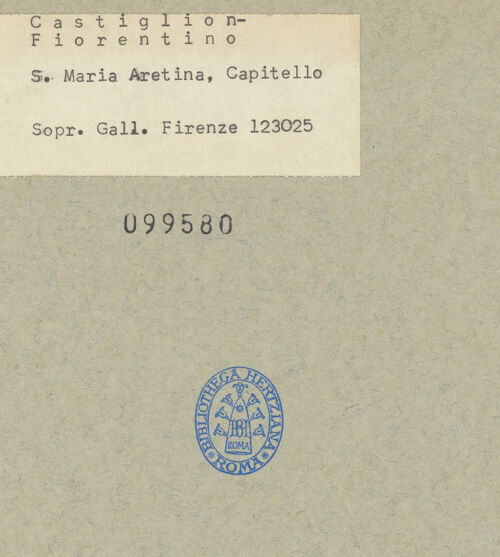 Castiglion-
Fiorentino
S. Maria Aretina, Capitello
Sopr. Gall. Firenze 123025
099580
BIBLIOTHECA HERTZIANA
BH
ROMA
* ROMA *